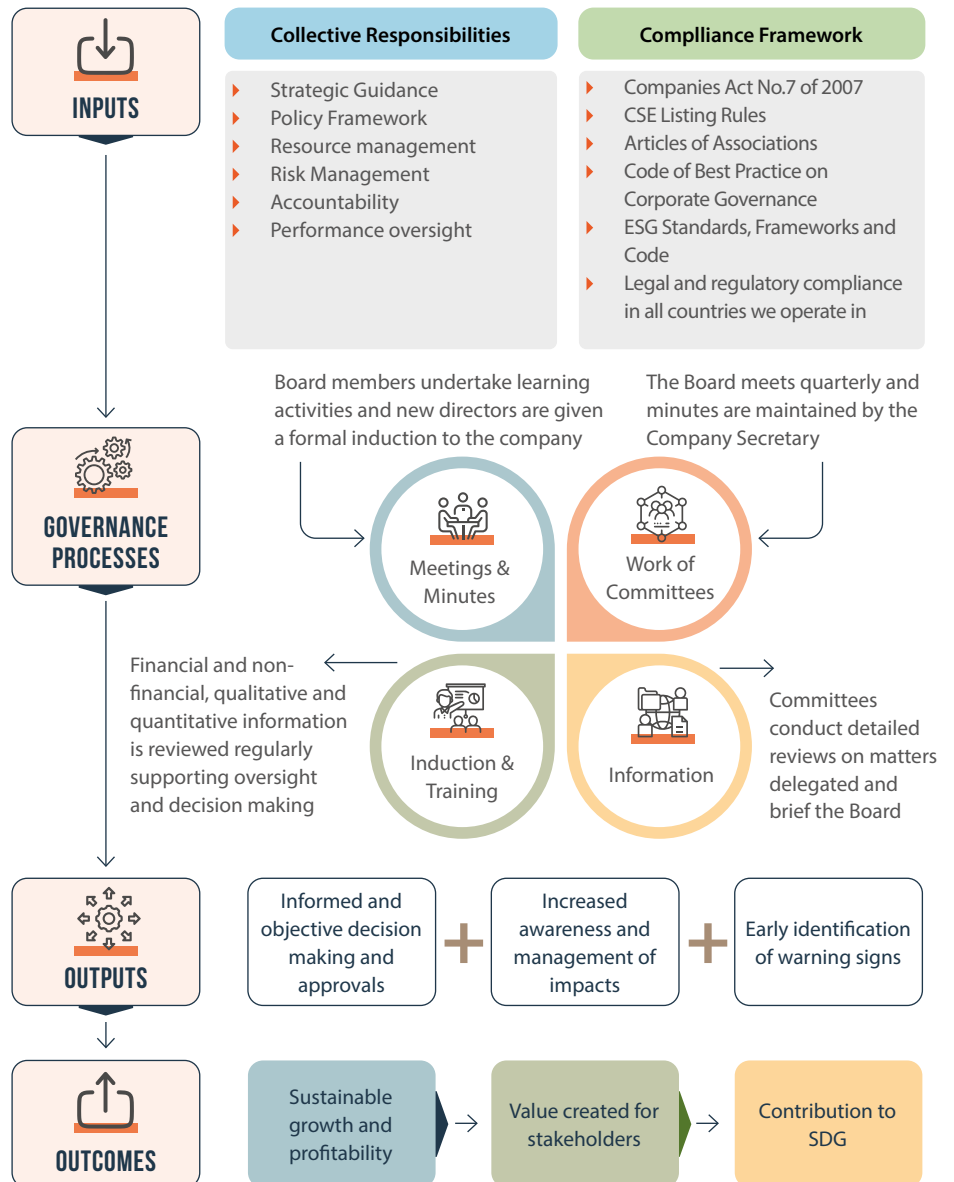 INPUTS
Collective Responsibilities
Strategic Guidance
Policy Framework
Resource management
Risk Management
Accountability
Performance oversight
Complliance Framework
Companies Act No.7 of 2007
CSE Listing Rules
Articles of Associations
Code of Best Practice on
Corporate Governance
ESG Standards, Frameworks and
Code
Legal and regulatory compliance
in all countries we operate in
GOVERNANCE
PROCESSES
Board members undertake learning
activities and new directors are given
a formal induction to the company
The Board meets quarterly and
minutes are maintained by the
Company Secretary
Meetings &
Minutes
Work of
Committees
Financial and non-
financial, qualitative and
quantitative information
is reviewed regularly
supporting oversight
and decision making
Induction &
Training
Information
Committees
conduct detailed
reviews on matters
delegated and
brief the Board
OUTPUTS
Informed and
objective decision
making and
approvals
Increased
awareness and
management of
impacts
Early identification
of warning signs
OUTCOMES
Sustainable
growth and
profitability
Value created for
stakeholders
Contribution to
SDG